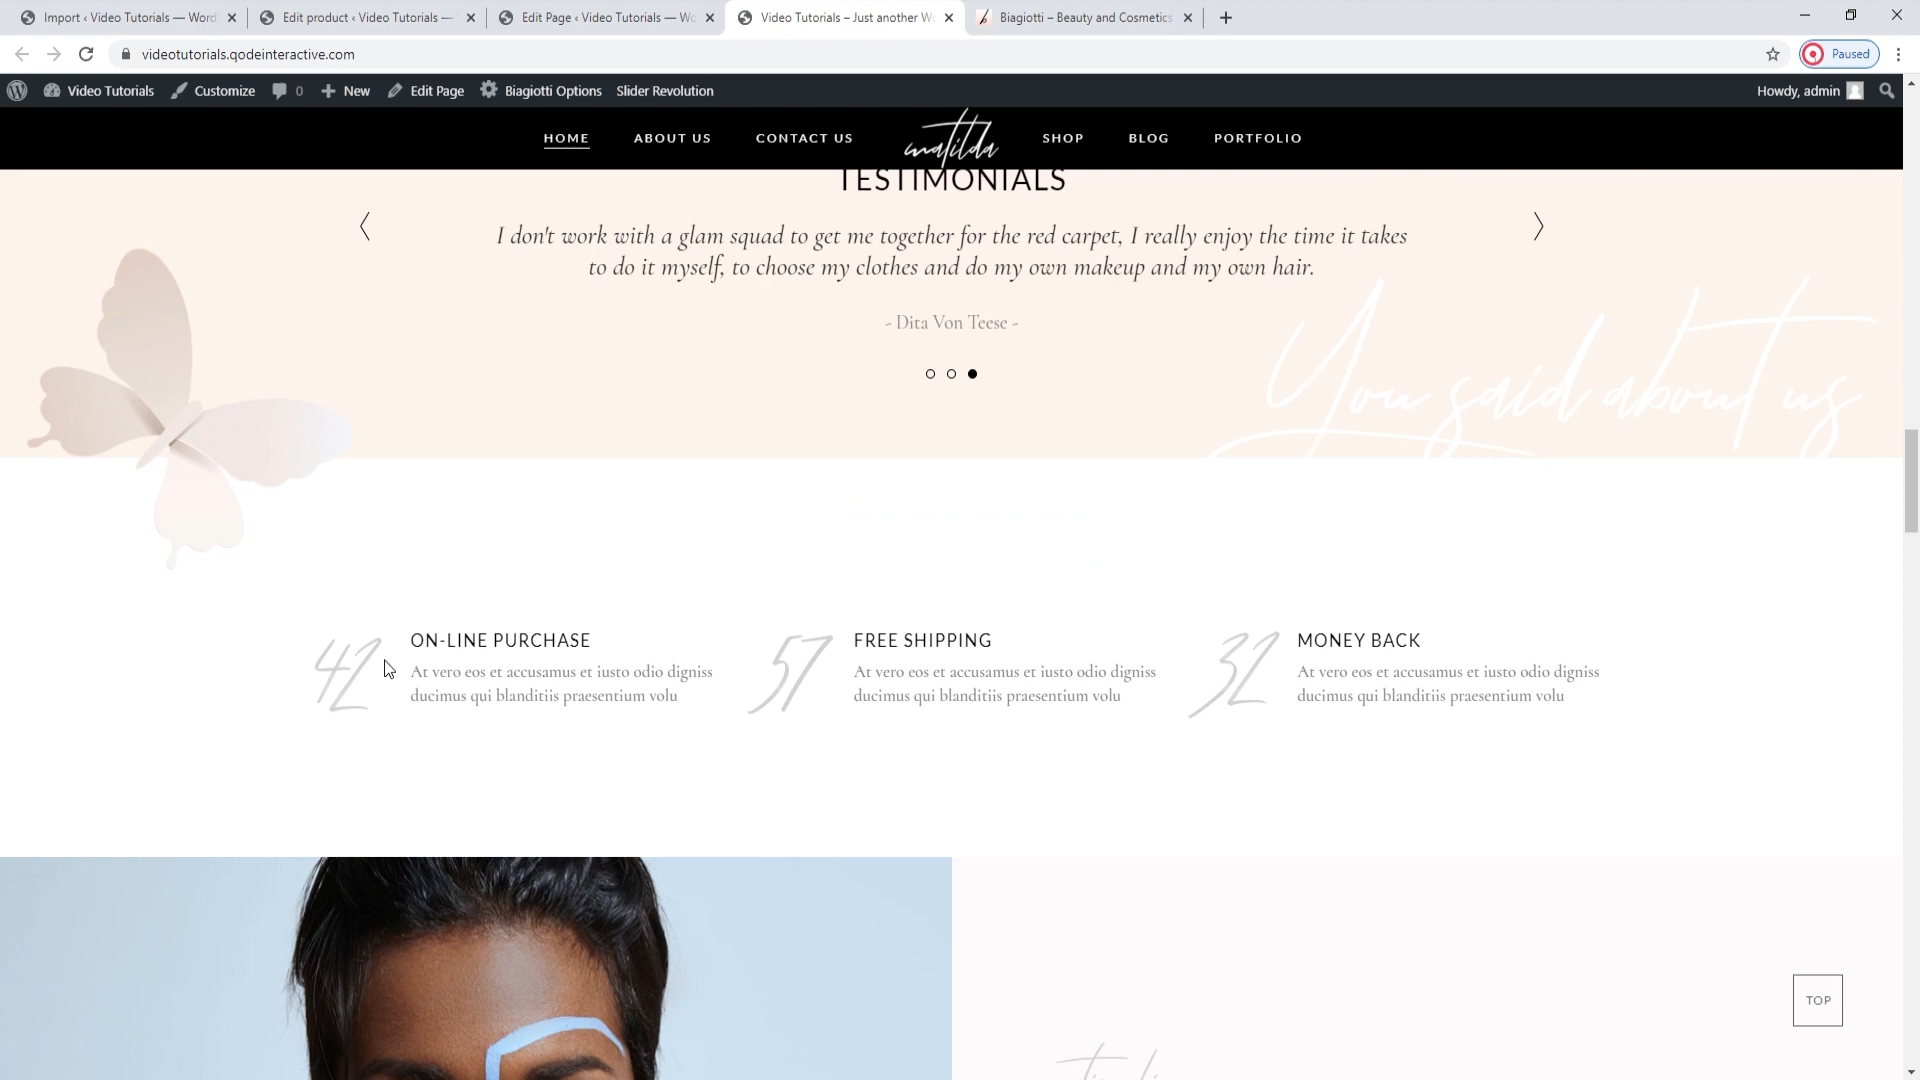 Import ‹ Video Tutorials — Word
Edit product ‹ Video Tutorials —
Edit Page ‹ Video Tutorials — Wo
Video Tutorials – Just another Wo
Biagiotti – Beauty and Cosmetics
videotutorials.qodeinteractive.com
Paused
Video Tutorials
Customize
0
New
Edit Page
Biagiotti Options
Slider Revolution
Howdy, admin
HOME
ABOUT US
CONTACT US
matilda
SHOP
BLOG
PORTFOLIO
TESTIMONIALS
I don't work with a glam squad to get me together for the red carpet, I really enjoy the time it takes
to do it myself, to choose my clothes and do my own makeup and my own hair.
- Dita Von Teese -
You said about us
42
ON-LINE PURCHASE
At vero eos et accusamus et iusto odio digniss
ducimus qui blanditiis praesentium volu
57
FREE SHIPPING
At vero eos et accusamus et iusto odio digniss
ducimus qui blanditiis praesentium volu
32
MONEY BACK
At vero eos et accusamus et iusto odio digniss
ducimus qui blanditiis praesentium volu
TOP